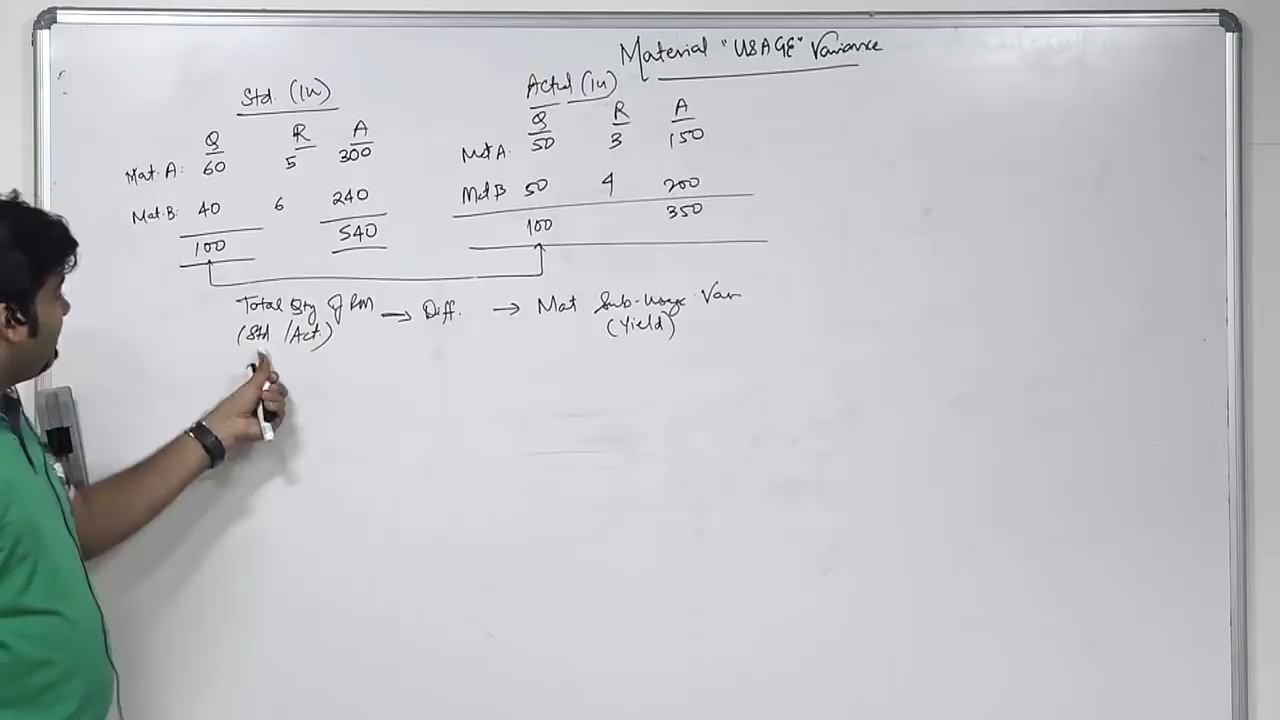 Material "USAGE" Variance
Std. (1u)
Q R A
Mat. A: 60 5 300
Mat. B: 40 6 240
100 540
Actual (1u)
Q R A
Mat A. 50 3 150
Mat B 50 4 200
100 350
Total Qty of RM → Diff. → Mat Sub-Usage Var
(Std /Act.) (Yield)